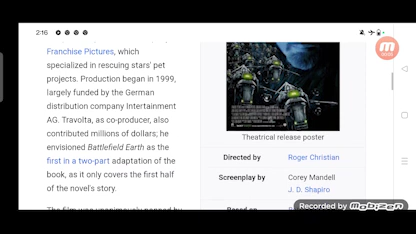 2:16
Franchise Pictures, which
specialized in rescuing stars' pet
projects. Production began in 1999,
largely funded by the German
distribution company Intertainment
AG. Travolta, as co-producer, also
contributed millions of dollars; he
envisioned Battlefield Earth as the
first in a two-part adaptation of the
book, as it only covers the first half
of the novel's story.
Theatrical release poster
Directed by Roger Christian
Screenplay by Corey Mandell
J. D. Shapiro
Recorded by Mobizen